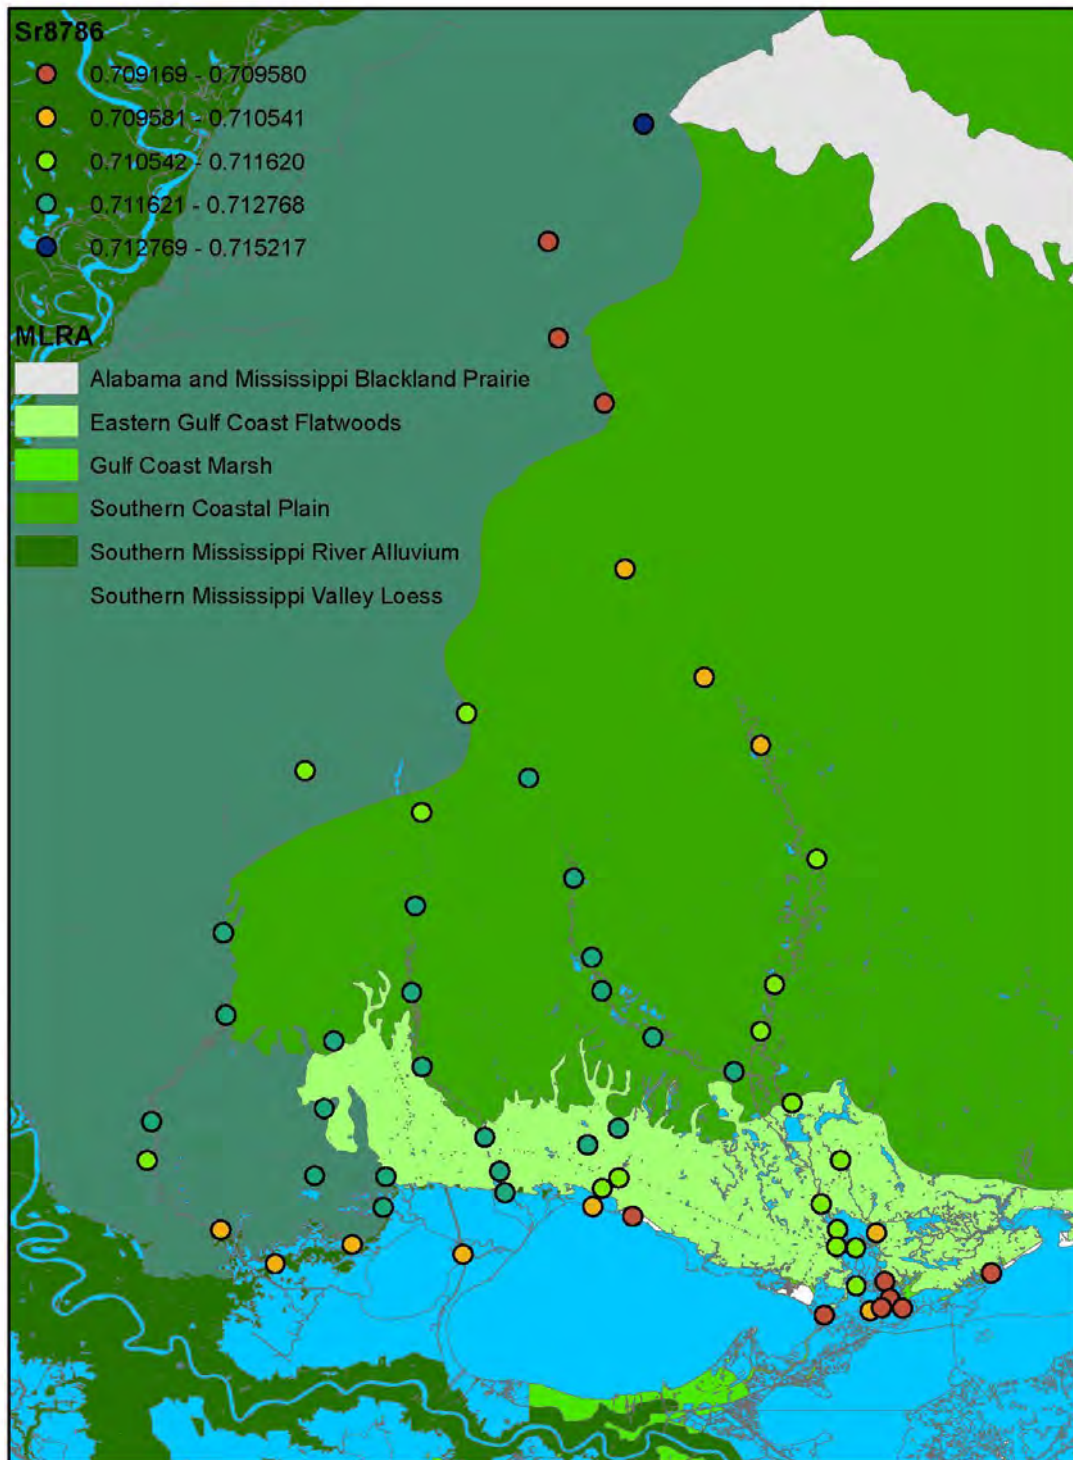 Sr8786
0.709169 - 0.709580
0.709581 - 0.710541
0.710542 - 0.711620
0.711621 - 0.712768
0.712769 - 0.715217
MLRA
Alabama and Mississippi Blackland Prairie
Eastern Gulf Coast Flatwoods
Gulf Coast Marsh
Southern Coastal Plain
Southern Mississippi River Alluvium
Southern Mississippi Valley Loess